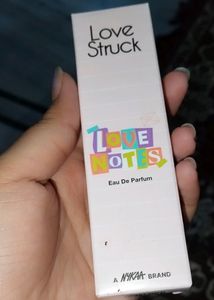 Love
Struck
LOVE
NOTES
Eau De Parfum
A NYKAA BRAND